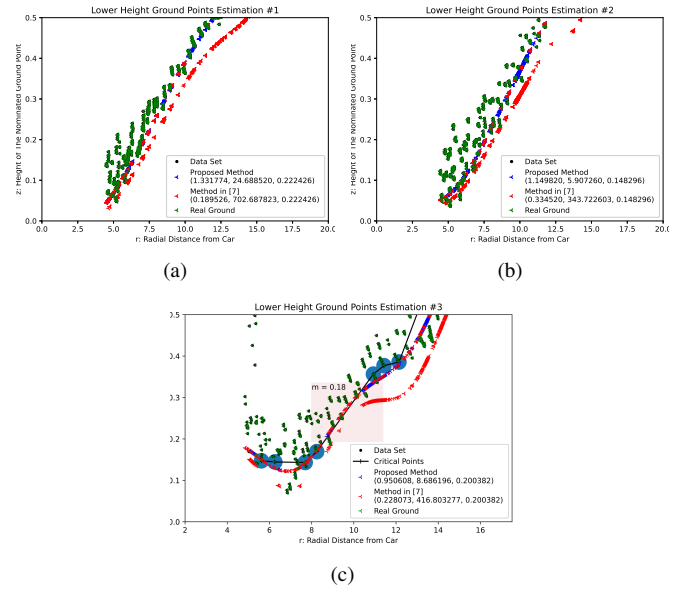 Lower Height Ground Points Estimation #1
z: Height of The Nominated Ground Point
0.5
0.4
0.3
0.2
0.1
0.0
0.0 2.5 5.0 7.5 10.0 12.5 15.0 17.5 20.0
r: Radial Distance from Car
Data Set
Proposed Method
(1.331774, 24.688520, 0.222426)
Method in [7]
(0.189526, 702.687823, 0.222426)
Real Ground
(a)
Lower Height Ground Points Estimation #2
z: Height of The Nominated Ground Point
0.5
0.4
0.3
0.2
0.1
0.0
0.0 2.5 5.0 7.5 10.0 12.5 15.0 17.5 20.0
r: Radial Distance from Car
Data Set
Proposed Method
(1.149820, 5.907260, 0.148296)
Method in [7]
(0.334520, 343.722603, 0.148296)
Real Ground
(b)
Lower Height Ground Points Estimation #3
0.5
0.4
0.3
0.2
0.1
0.0
m = 0.18
2 4 6 8 10 12 14 16
r: Radial Distance from Car
Data Set
Critical Points
Proposed Method
(0.950608, 8.686196, 0.200382)
Method in [7]
(0.228073, 416.803277, 0.200382)
Real Ground
(c)